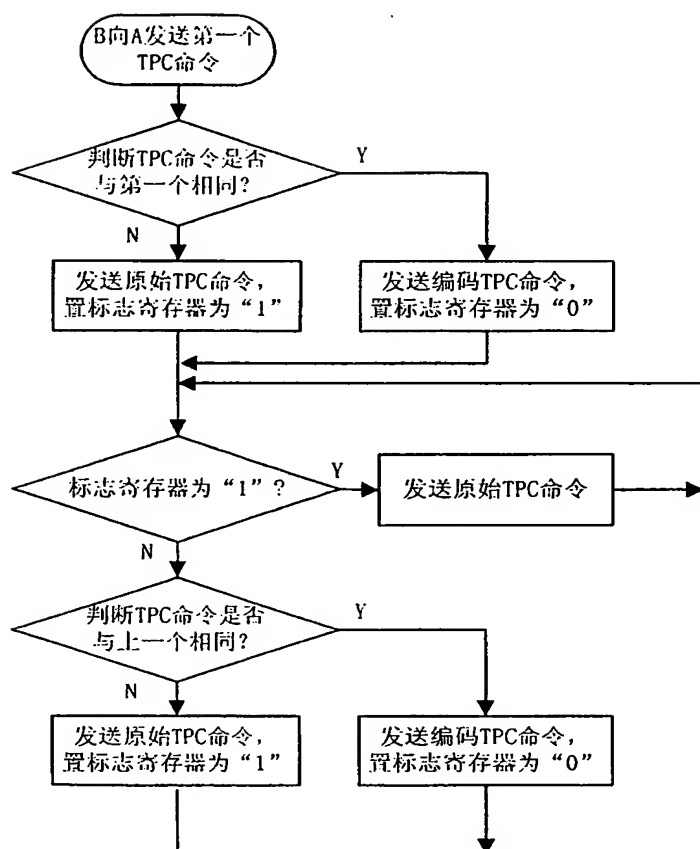 B向A发送第一个
TPC命令
判断TPC命令是否
与第一个相同?
Y
N
发送原始TPC命令，
置标志寄存器为“1”
发送编码TPC命令，
置标志寄存器为“0”
标志寄存器为“1”?
Y
发送原始TPC命令
N
判断TPC命令是否
与上一个相同?
Y
N
发送原始TPC命令，
置标志寄存器为“1”
发送编码TPC命令，
置标志寄存器为“0”